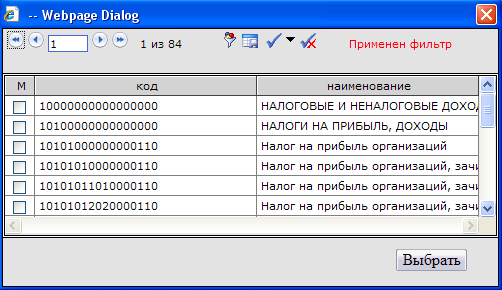 -- Webpage Dialog
1 1 из 84 Применен фильтр
М код наименование
10000000000000000 НАЛОГОВЫЕ И НЕНАЛОГОВЫЕ ДОХОД
10100000000000000 НАЛОГИ НА ПРИБЫЛЬ, ДОХОДЫ
10101000000000110 Налог на прибыль организаций
10101010000000110 Налог на прибыль организаций, зачи
10101011010000110 Налог на прибыль организаций, зачи
10101012020000110 Налог на прибыль организаций, зачи
Выбрать